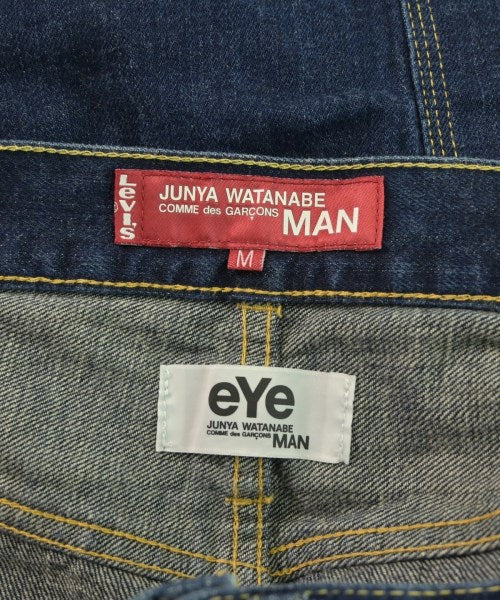 LEVI'S
JUNYA WATANABE
COMME des GARÇONS MAN
M
eYe
JUNYA WATANABE
COMME des GARÇONS MAN